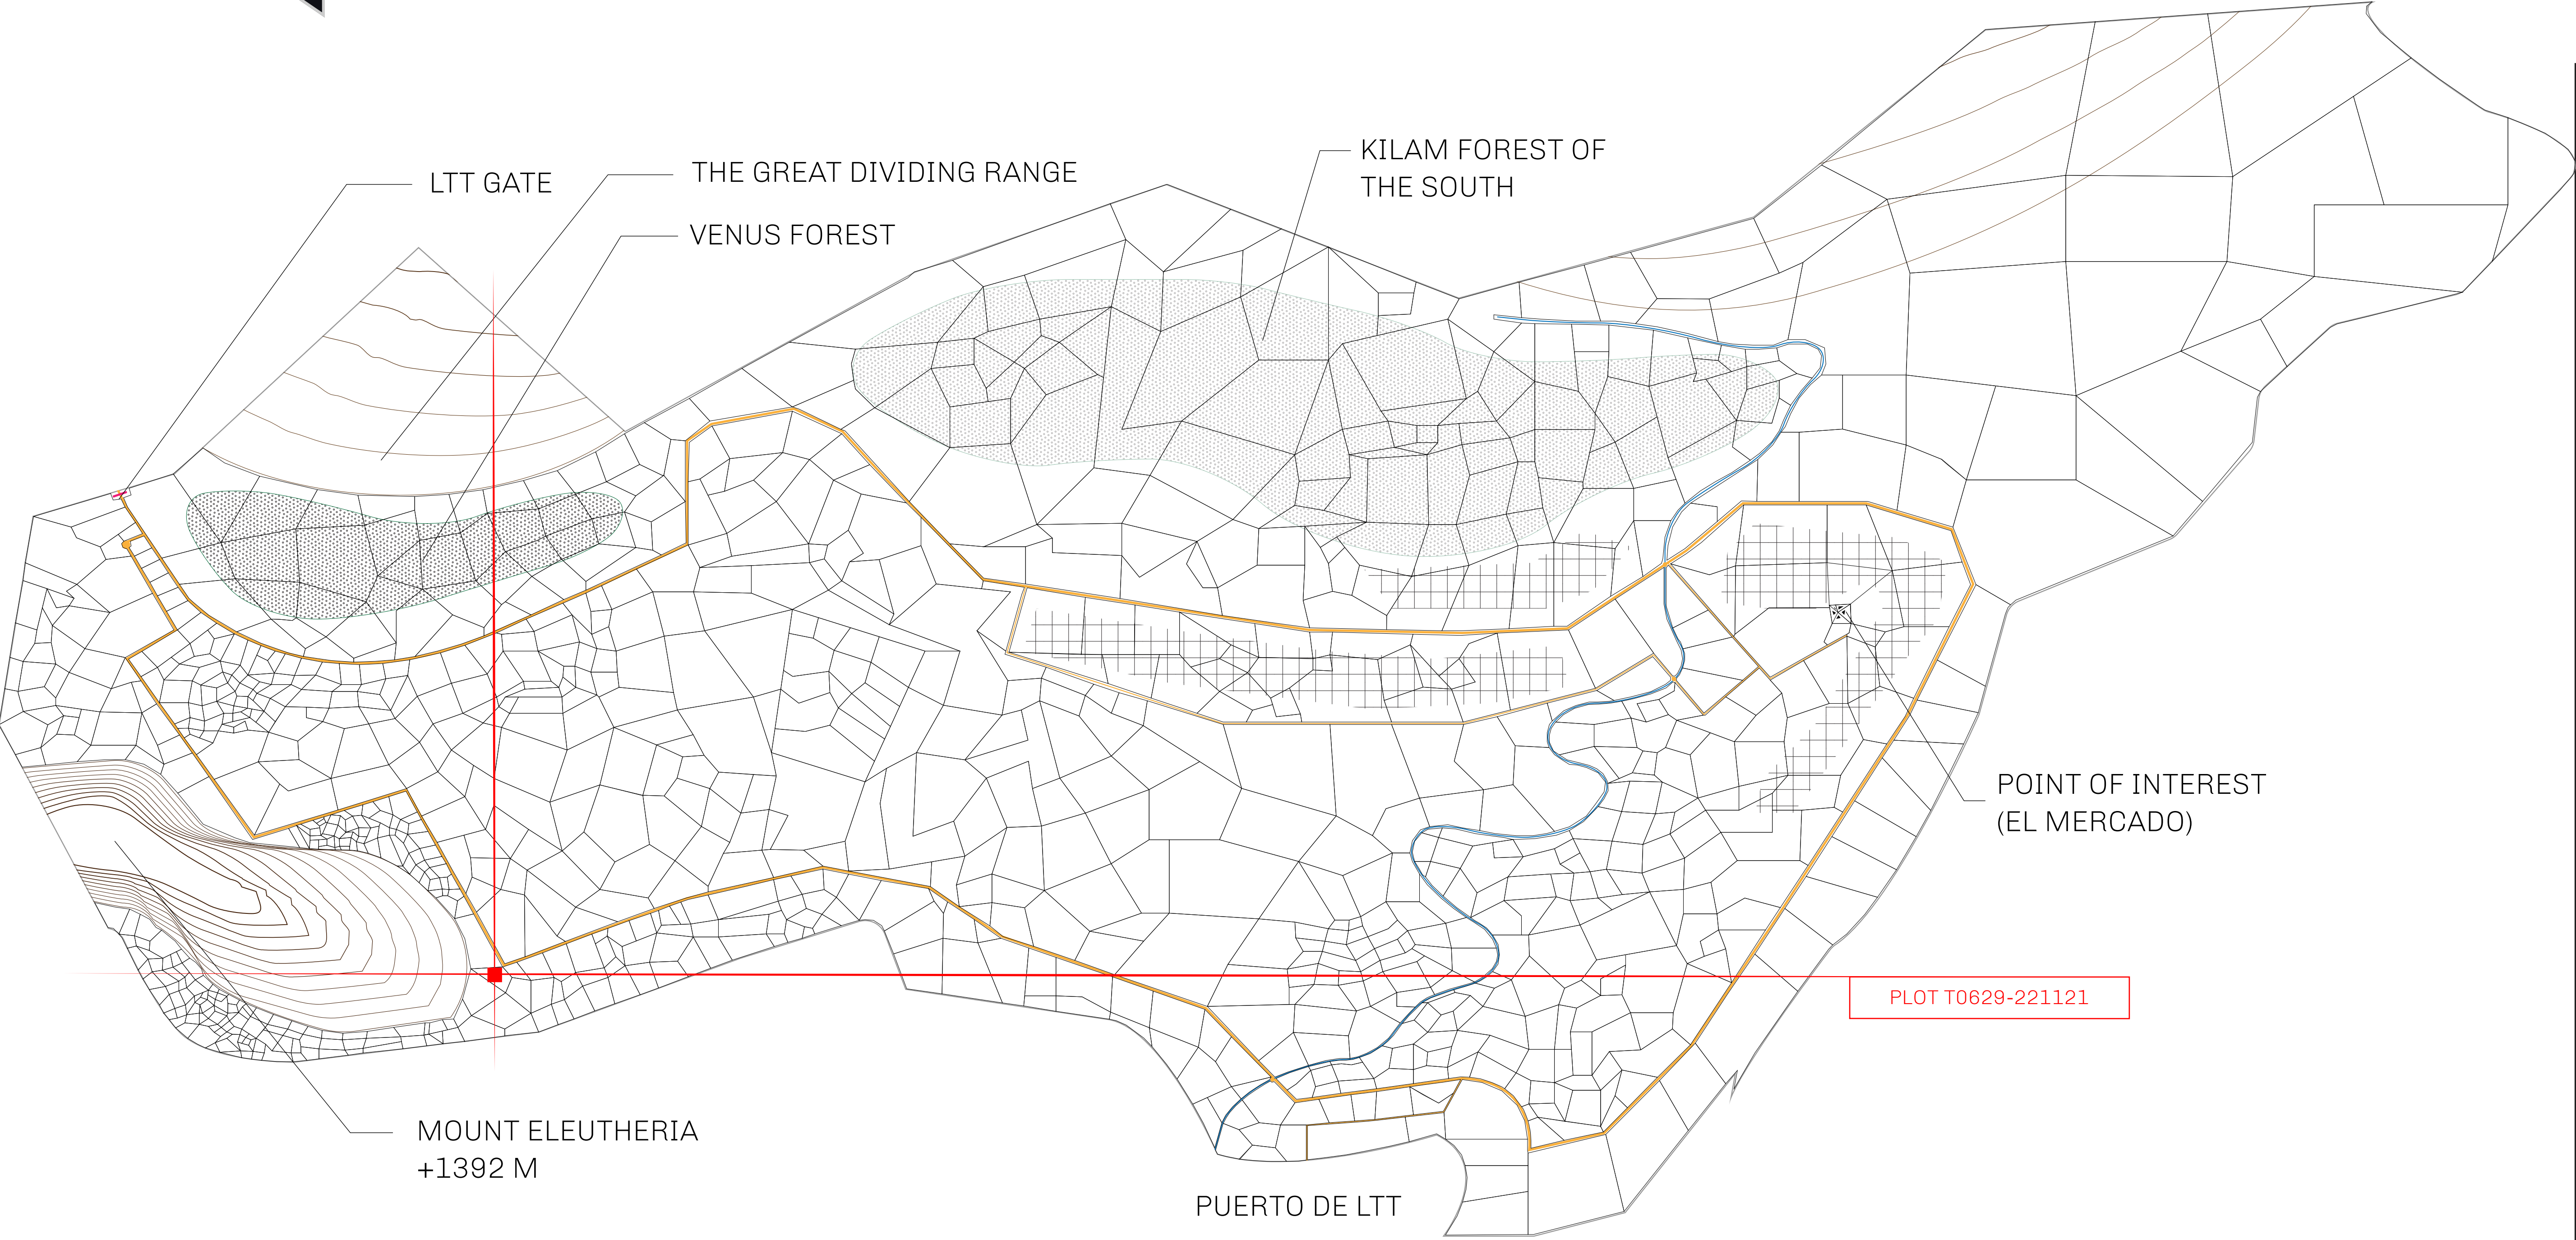 KILAM FOREST OF
THE SOUTH
THE GREAT DIVIDING RANGE
LTT GATE
VENUS FOREST
POINT OF INTEREST
(EL MERCADO)
PLOT T0629-221121
MOUNT ELEUTHERIA
+1392 M
PUERTO DE LTT